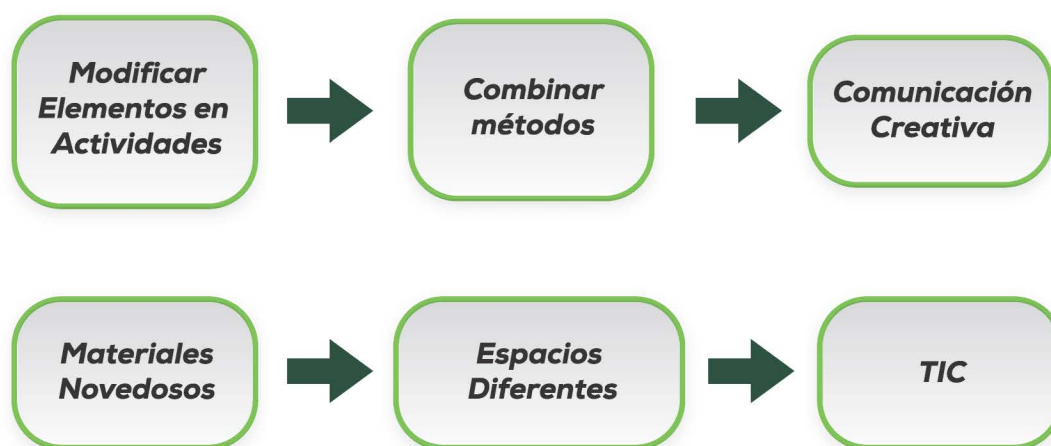 Modificar
Elementos en
Actividades
Combinar
métodos
Comunicación
Creativa
Materiales
Novedosos
Espacios
Diferentes
TIC